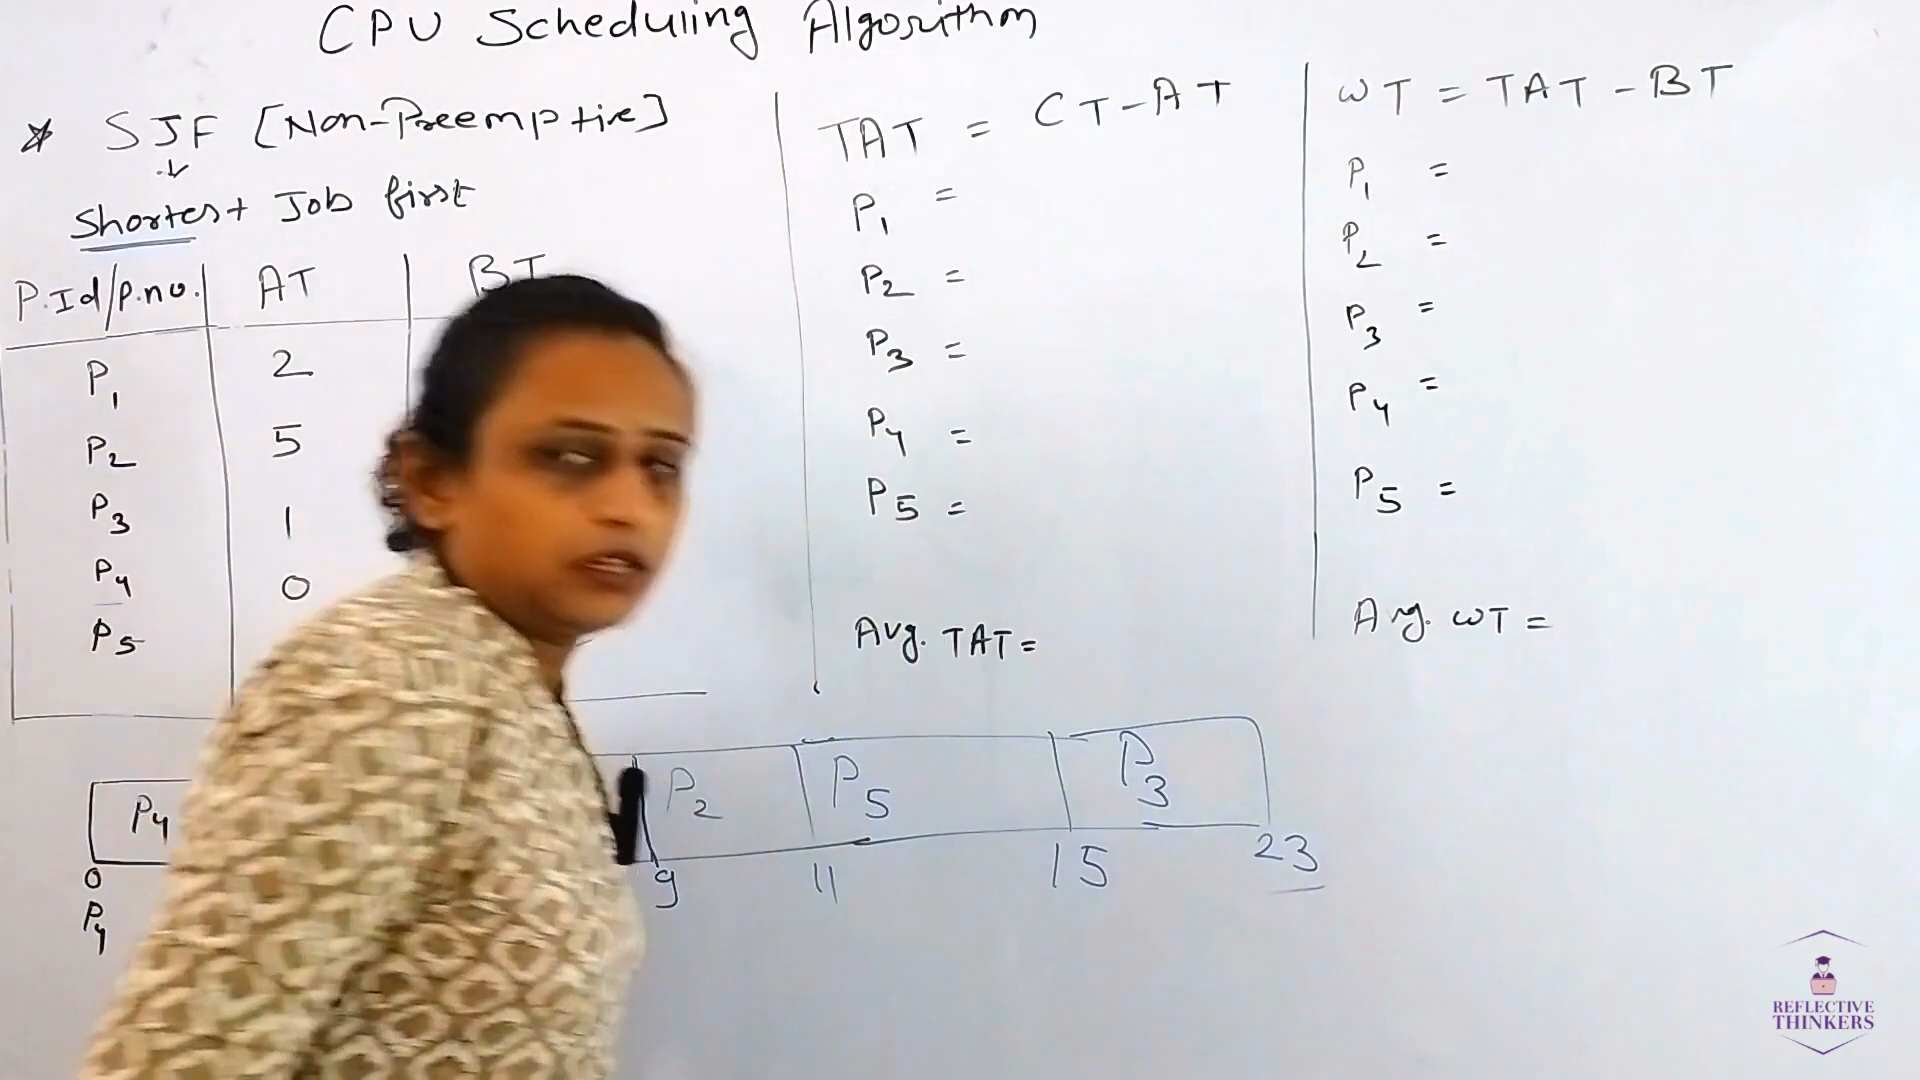 CPU Scheduling Algorithm
* SJF [Non-Preemptive]
↓
Shortest Job first
P.Id/p.no. AT BT
P1 2
P2 5
P3 1
P4 0
P5
TAT = CT-AT
P1 =
P2 =
P3 =
P4 =
P5 =
Avg. TAT =
WT = TAT - BT
P1 =
P2 =
P3 =
P4 =
P5 =
Avg. WT =
P4 P2 P5 P3
0 9 11 15 23
P4
REFLECTIVE
THINKERS